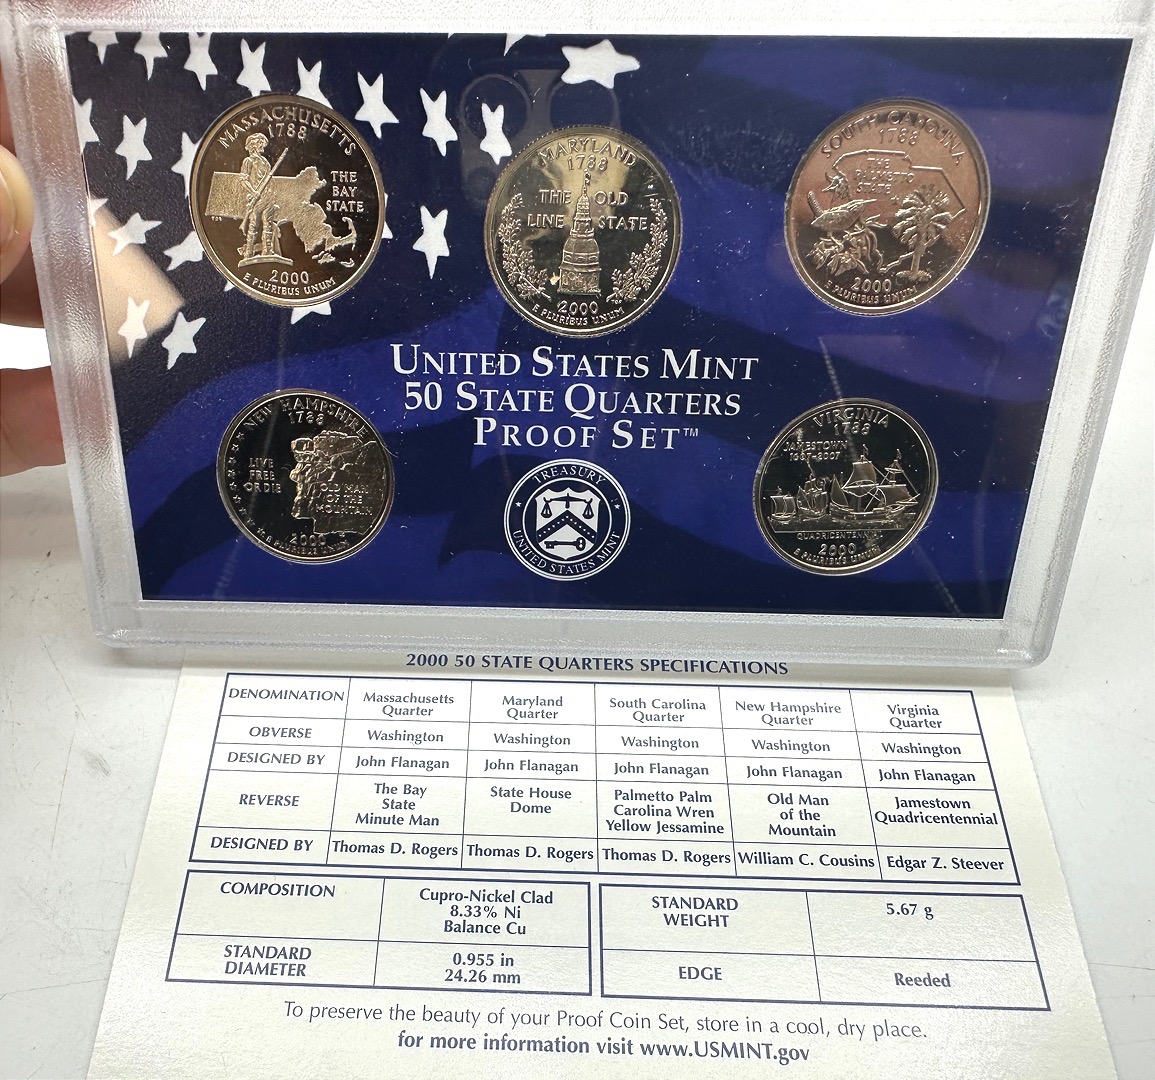 MASSACHUSETTS
1788
THE
BAY
STATE
2000
E PLURIBUS UNUM
MARYLAND
1788
THE OLD
LINE STATE
2000
E PLURIBUS UNUM
SOUTH CAROLINA
1788
THE
PALMETTO
STATE
2000
E PLURIBUS UNUM
UNITED STATES MINT
50 STATE QUARTERS
PROOF SET™
NEW HAMPSHIRE
1788
LIVE
FREE
OR DIE
OLD MAN
OF THE
MOUNTAIN
2000
E PLURIBUS UNUM
TREASURY
UNITED STATES MINT
VIRGINIA
1788
JAMESTOWN
1607-2007
QUADRICENTENNIAL
2000
E PLURIBUS UNUM
2000 50 STATE QUARTERS SPECIFICATIONS
DENOMINATION Massachusetts Quarter Maryland Quarter South Carolina Quarter New Hampshire Quarter Virginia Quarter
OBVERSE Washington Washington Washington Washington Washington
DESIGNED BY John Flanagan John Flanagan John Flanagan John Flanagan John Flanagan
REVERSE The Bay State Minute Man State House Dome Palmetto Palm Carolina Wren Yellow Jessamine Old Man of the Mountain Jamestown Quadricentennial
DESIGNED BY Thomas D. Rogers Thomas D. Rogers Thomas D. Rogers William C. Cousins Edgar Z. Steever
COMPOSITION Cupro-Nickel Clad
8.33% Ni
Balance Cu
STANDARD DIAMETER 0.955 in
24.26 mm
STANDARD WEIGHT 5.67 g
EDGE Reeded
To preserve the beauty of your Proof Coin Set, store in a cool, dry place.
for more information visit www.USMINT.gov